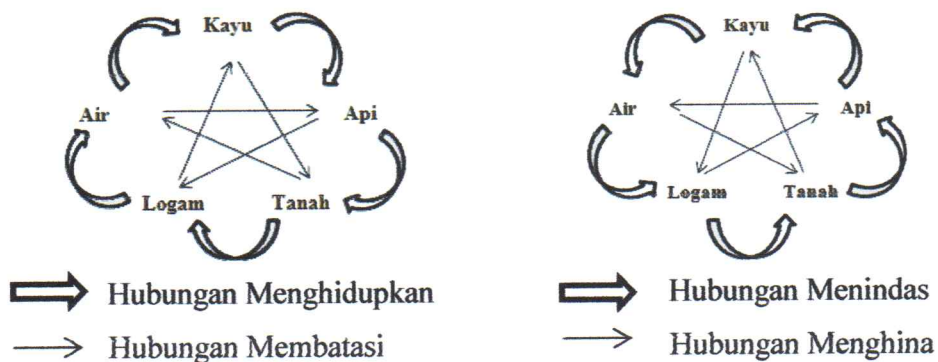 Kayu
Air
Api
Logam
Tanah
Hubungan Menghidupkan
Hubungan Membatasi
Kayu
Air
Api
Logam
Tanah
Hubungan Menindas
Hubungan Menghina